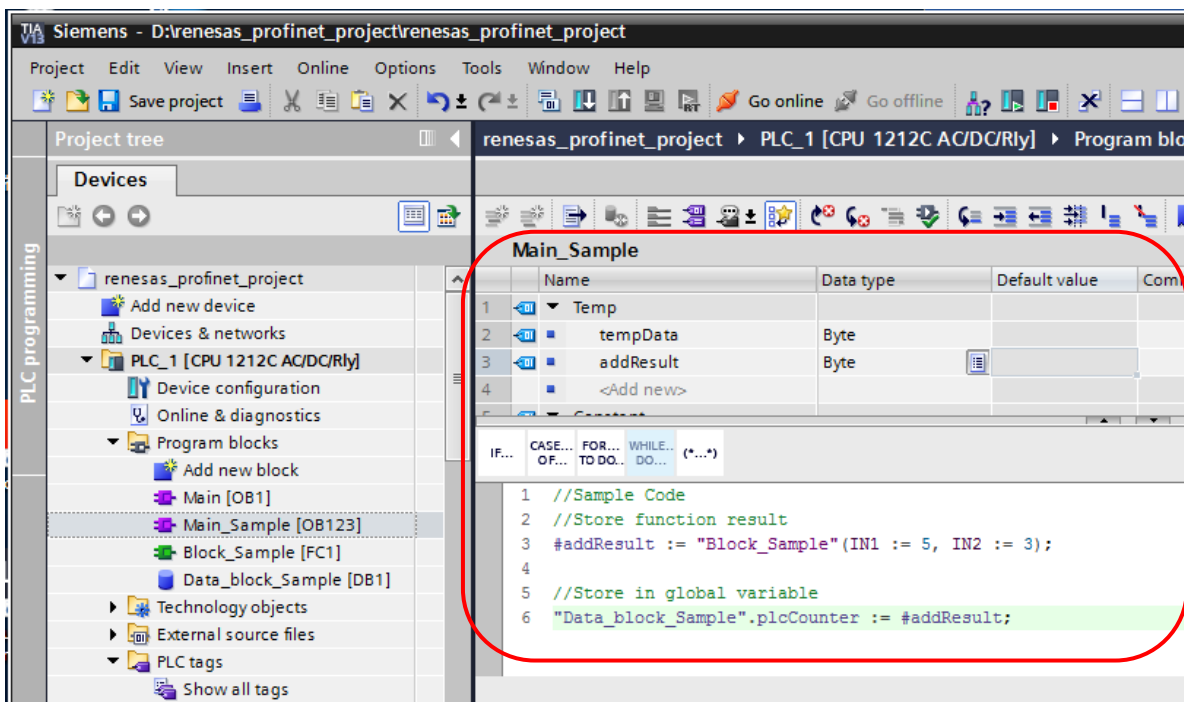 TIA V13 Siemens - D:\renesas_profinet_project\renesas_profinet_project
Project Edit View Insert Online Options Tools Window Help
Save project Go online Go offline
Project tree
renesas_profinet_project PLC_1 [CPU 1212C AC/DC/Rly] Program blo
Devices
PLC programming
renesas_profinet_project
Add new device
Devices & networks
PLC_1 [CPU 1212C AC/DC/Rly]
Device configuration
Online & diagnostics
Program blocks
Add new block
Main [OB1]
Main_Sample [OB123]
Block_Sample [FC1]
Data_block_Sample [DB1]
Technology objects
External source files
PLC tags
Show all tags
Main_Sample
Name Data type Default value Com
1 Temp
2 tempData Byte
3 addResult Byte
4 <Add new>
5 Constant
IF... CASE... OF... FOR... TO DO... WHILE... DO... (*...*)
1 //Sample Code
2 //Store function result
3 #addResult := "Block_Sample"(IN1 := 5, IN2 := 3);
4
5 //Store in global variable
6 "Data_block_Sample".plcCounter := #addResult;